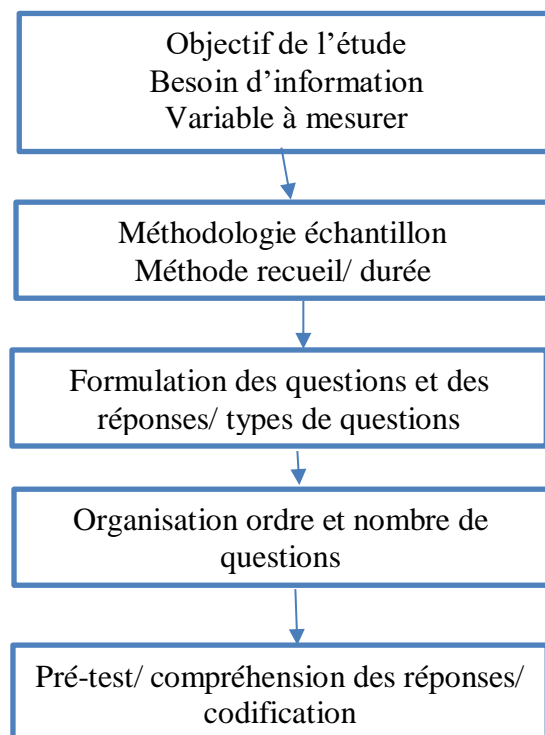 Objectif de l’étude
Besoin d’information
Variable à mesurer
Méthodologie échantillon
Méthode recueil/ durée
Formulation des questions et des
réponses/ types de questions
Organisation ordre et nombre de
questions
Pré-test/ compréhension des réponses/
codification